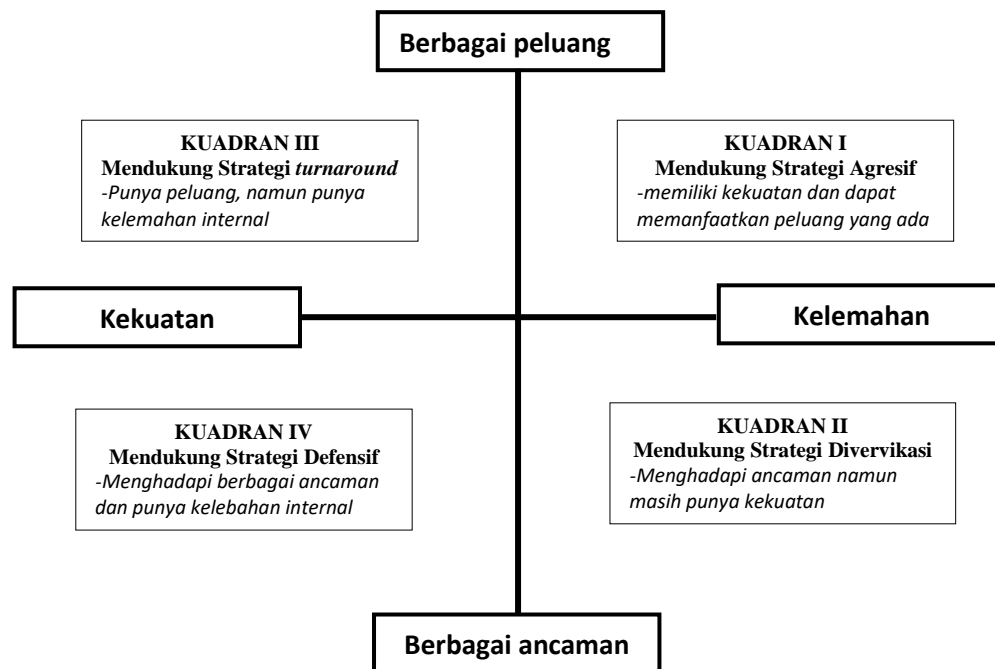 Berbagai peluang
KUADRAN III
Mendukung Strategi turnaround
-Punya peluang, namun punya
kelemahan internal
KUADRAN I
Mendukung Strategi Agresif
-memiliki kekuatan dan dapat
memanfaatkan peluang yang ada
Kekuatan
Kelemahan
KUADRAN IV
Mendukung Strategi Defensif
-Menghadapi berbagai ancaman
dan punya kelebahan internal
KUADRAN II
Mendukung Strategi Divervikasi
-Menghadapi ancaman namun
masih punya kekuatan
Berbagai ancaman